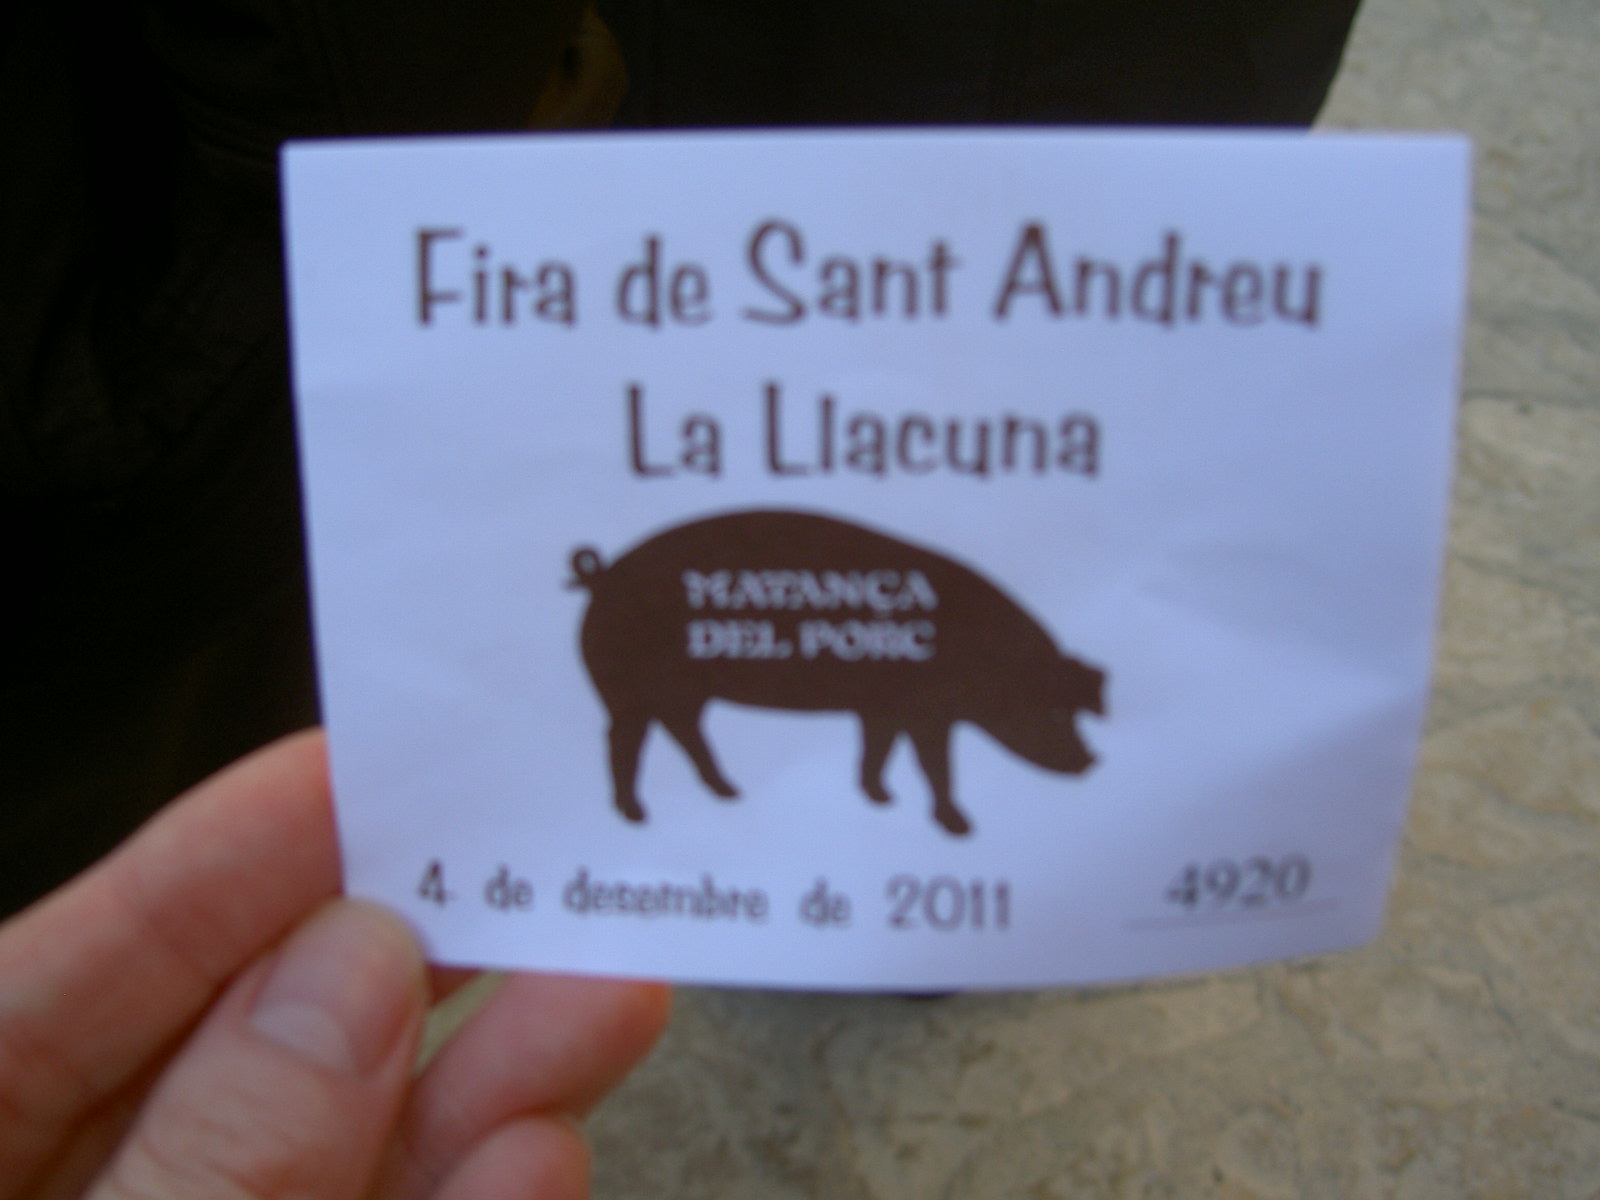 Fira de Sant Andreu
La Llacuna
MATANÇA
DEL PORC
4 de desembre de 2011 4920